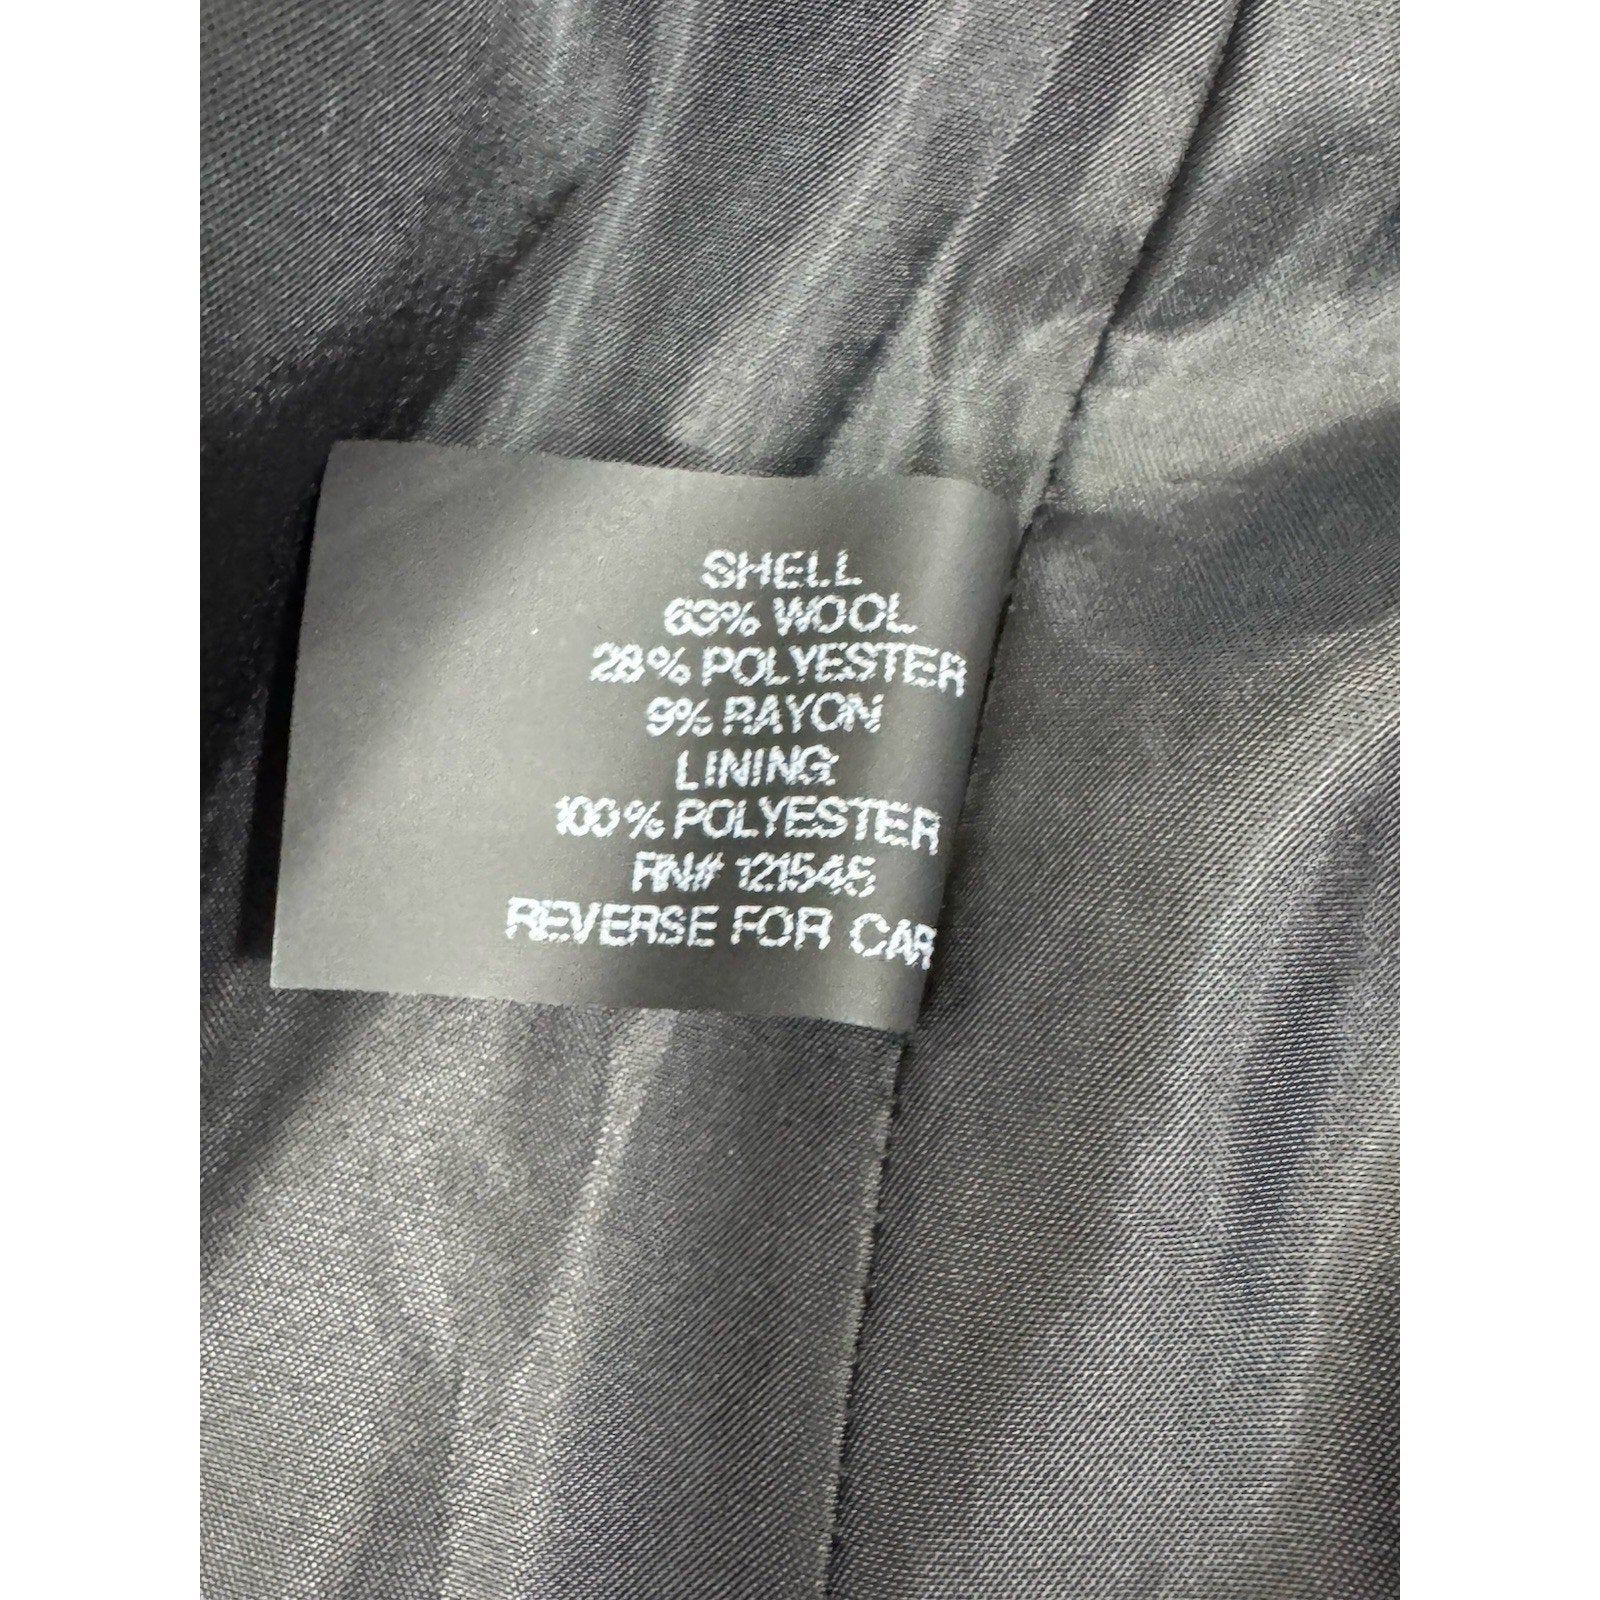 SHELL
63% WOOL
28% POLYESTER
9% RAYON
LINING:
100% POLYESTER
RN# 121545
REVERSE FOR CAR